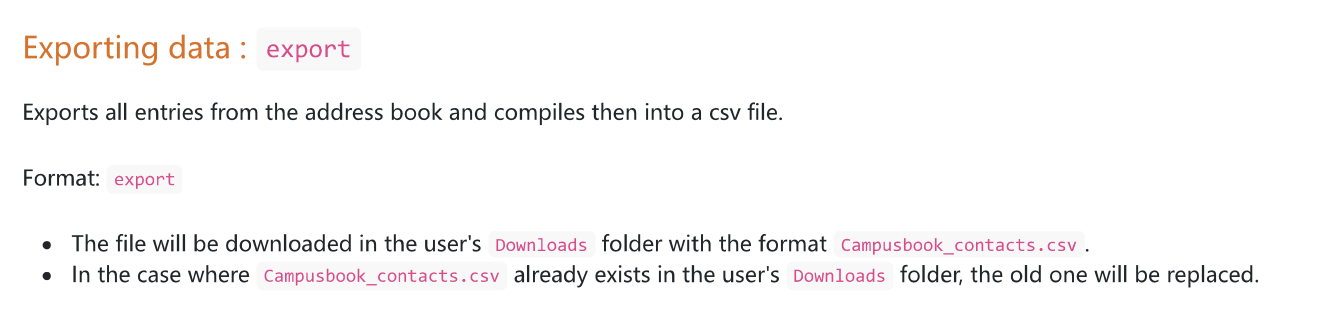 Exporting data : export
Exports all entries from the address book and compiles then into a csv file.
Format: export
• The file will be downloaded in the user's Downloads folder with the format Campusbook_contacts.csv.
• In the case where Campusbook_contacts.csv already exists in the user's Downloads folder, the old one will be replaced.